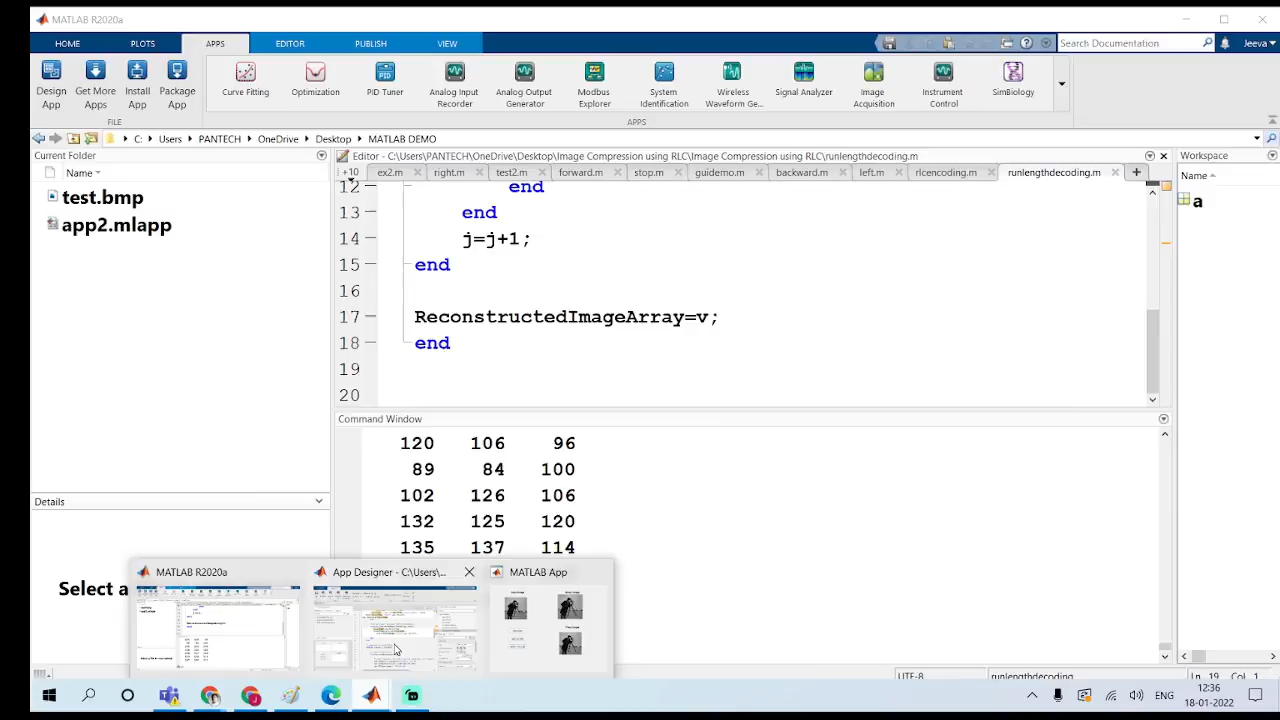 MATLAB R2020a
HOME PLOTS APPS EDITOR PUBLISH VIEW Search Documentation Jeeva
Design App Get More Apps Install App Package App Curve Fitting Optimization PID Tuner Analog Input Recorder Analog Output Generator Modbus Explorer System Identification Wireless Waveform Ge... Signal Analyzer Image Acquisition Instrument Control SimBiology
FILE APPS
C: Users PANTECH OneDrive Desktop MATLAB DEMO
Current Folder Editor - C:\Users\PANTECH\OneDrive\Desktop\Image Compression using RLC\Image Compression using RLC\runlengthdecoding.m Workspace
Name +10 ex2.m right.m test2.m forward.m stop.m guidemo.m backward.m left.m rlcencoding.m runlengthdecoding.m + Name
test.bmp
app2.mlapp
a
12 end
13 end
14 j=j+1;
15 end
16
17 ReconstructedImageArray=v;
18 end
19
20
Command Window
120 106 96
89 84 100
102 126 106
132 125 120
135 137 114
Details
Select a
MATLAB R2020a App Designer - C:\Users\... MATLAB App
UTF-8 runlengthdecoding Ln 19 Col 1
ENG 12:36
18-01-2022